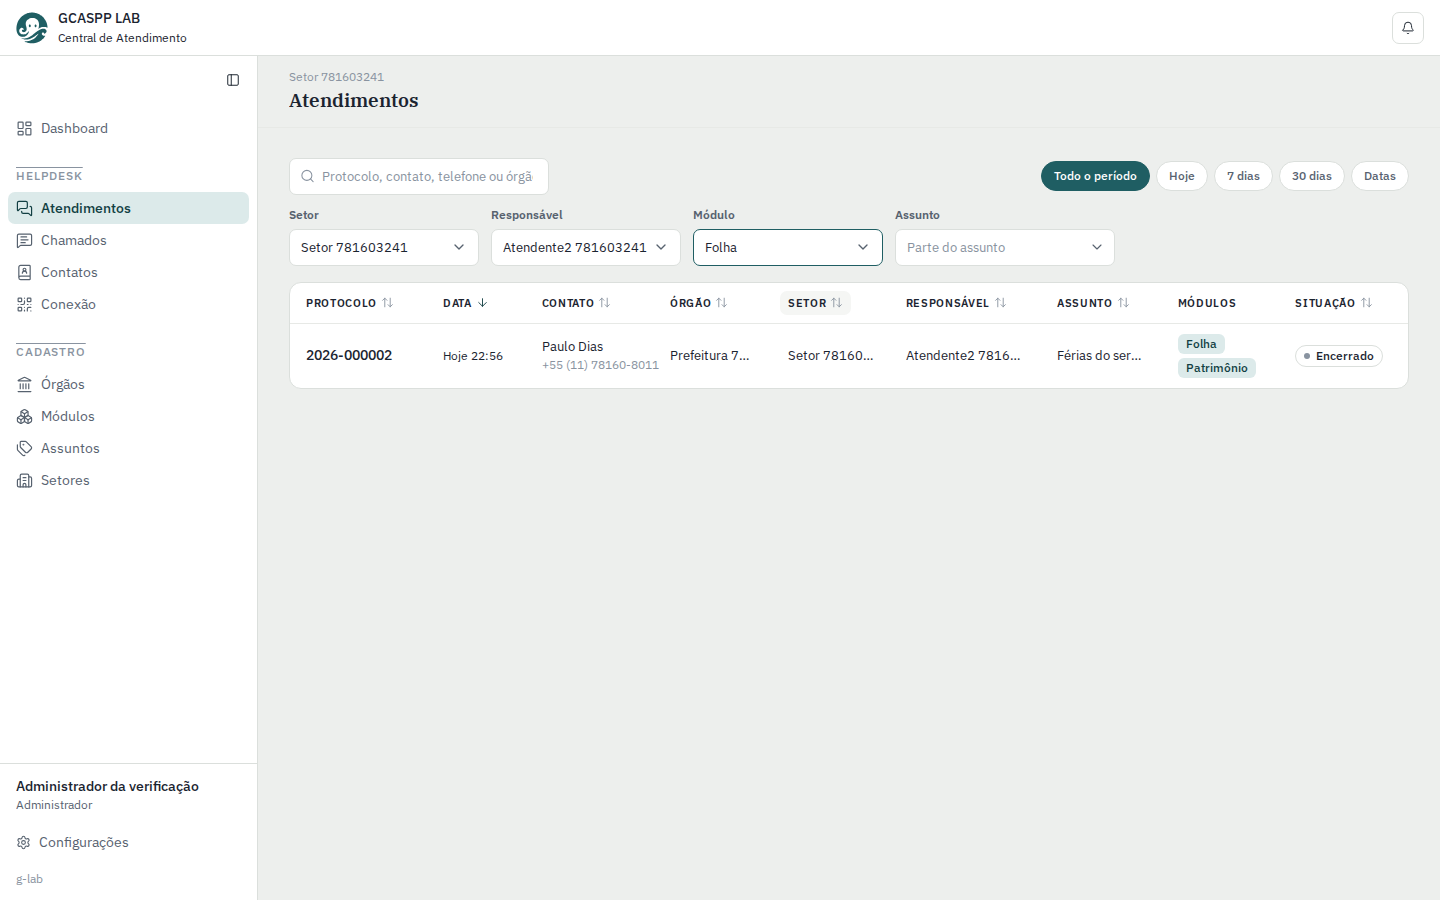 GCASPP LAB
Central de Atendimento
Dashboard
HELPDESK
Atendimentos
Chamados
Contatos
Conexão
CADASTRO
Órgãos
Módulos
Assuntos
Setores
Administrador da verificação
Administrador
Configurações
g-lab
Setor 781603241
Atendimentos
Protocolo, contato, telefone ou órgã
Todo o período Hoje 7 dias 30 dias Datas
Setor Responsável Módulo Assunto
Setor 781603241 Atendente2 781603241 Folha Parte do assunto
PROTOCOLO DATA CONTATO ÓRGÃO SETOR RESPONSÁVEL ASSUNTO MÓDULOS SITUAÇÃO
2026-000002 Hoje 22:56 Paulo Dias +55 (11) 78160-8011 Prefeitura 7... Setor 78160... Atendente2 7816... Férias do ser... Folha Patrimônio Encerrado